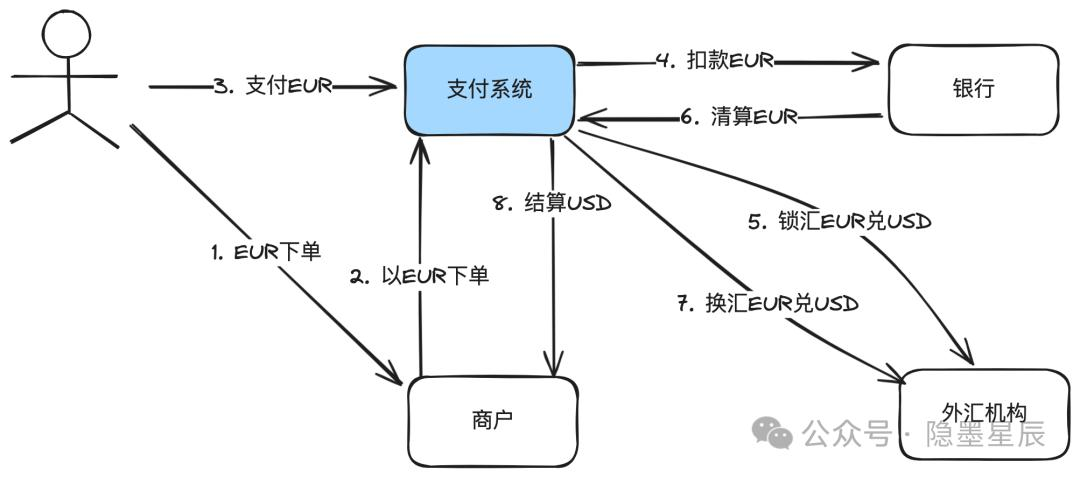 4. 扣款EUR
3. 支付EUR
支付系统
银行
6. 清算EUR
8. 结算USD
5. 锁汇EUR兑USD
1. EUR下单
2. 以EUR下单
7. 换汇EUR兑USD
商户
外汇机构
公众号 · 隐墨星辰